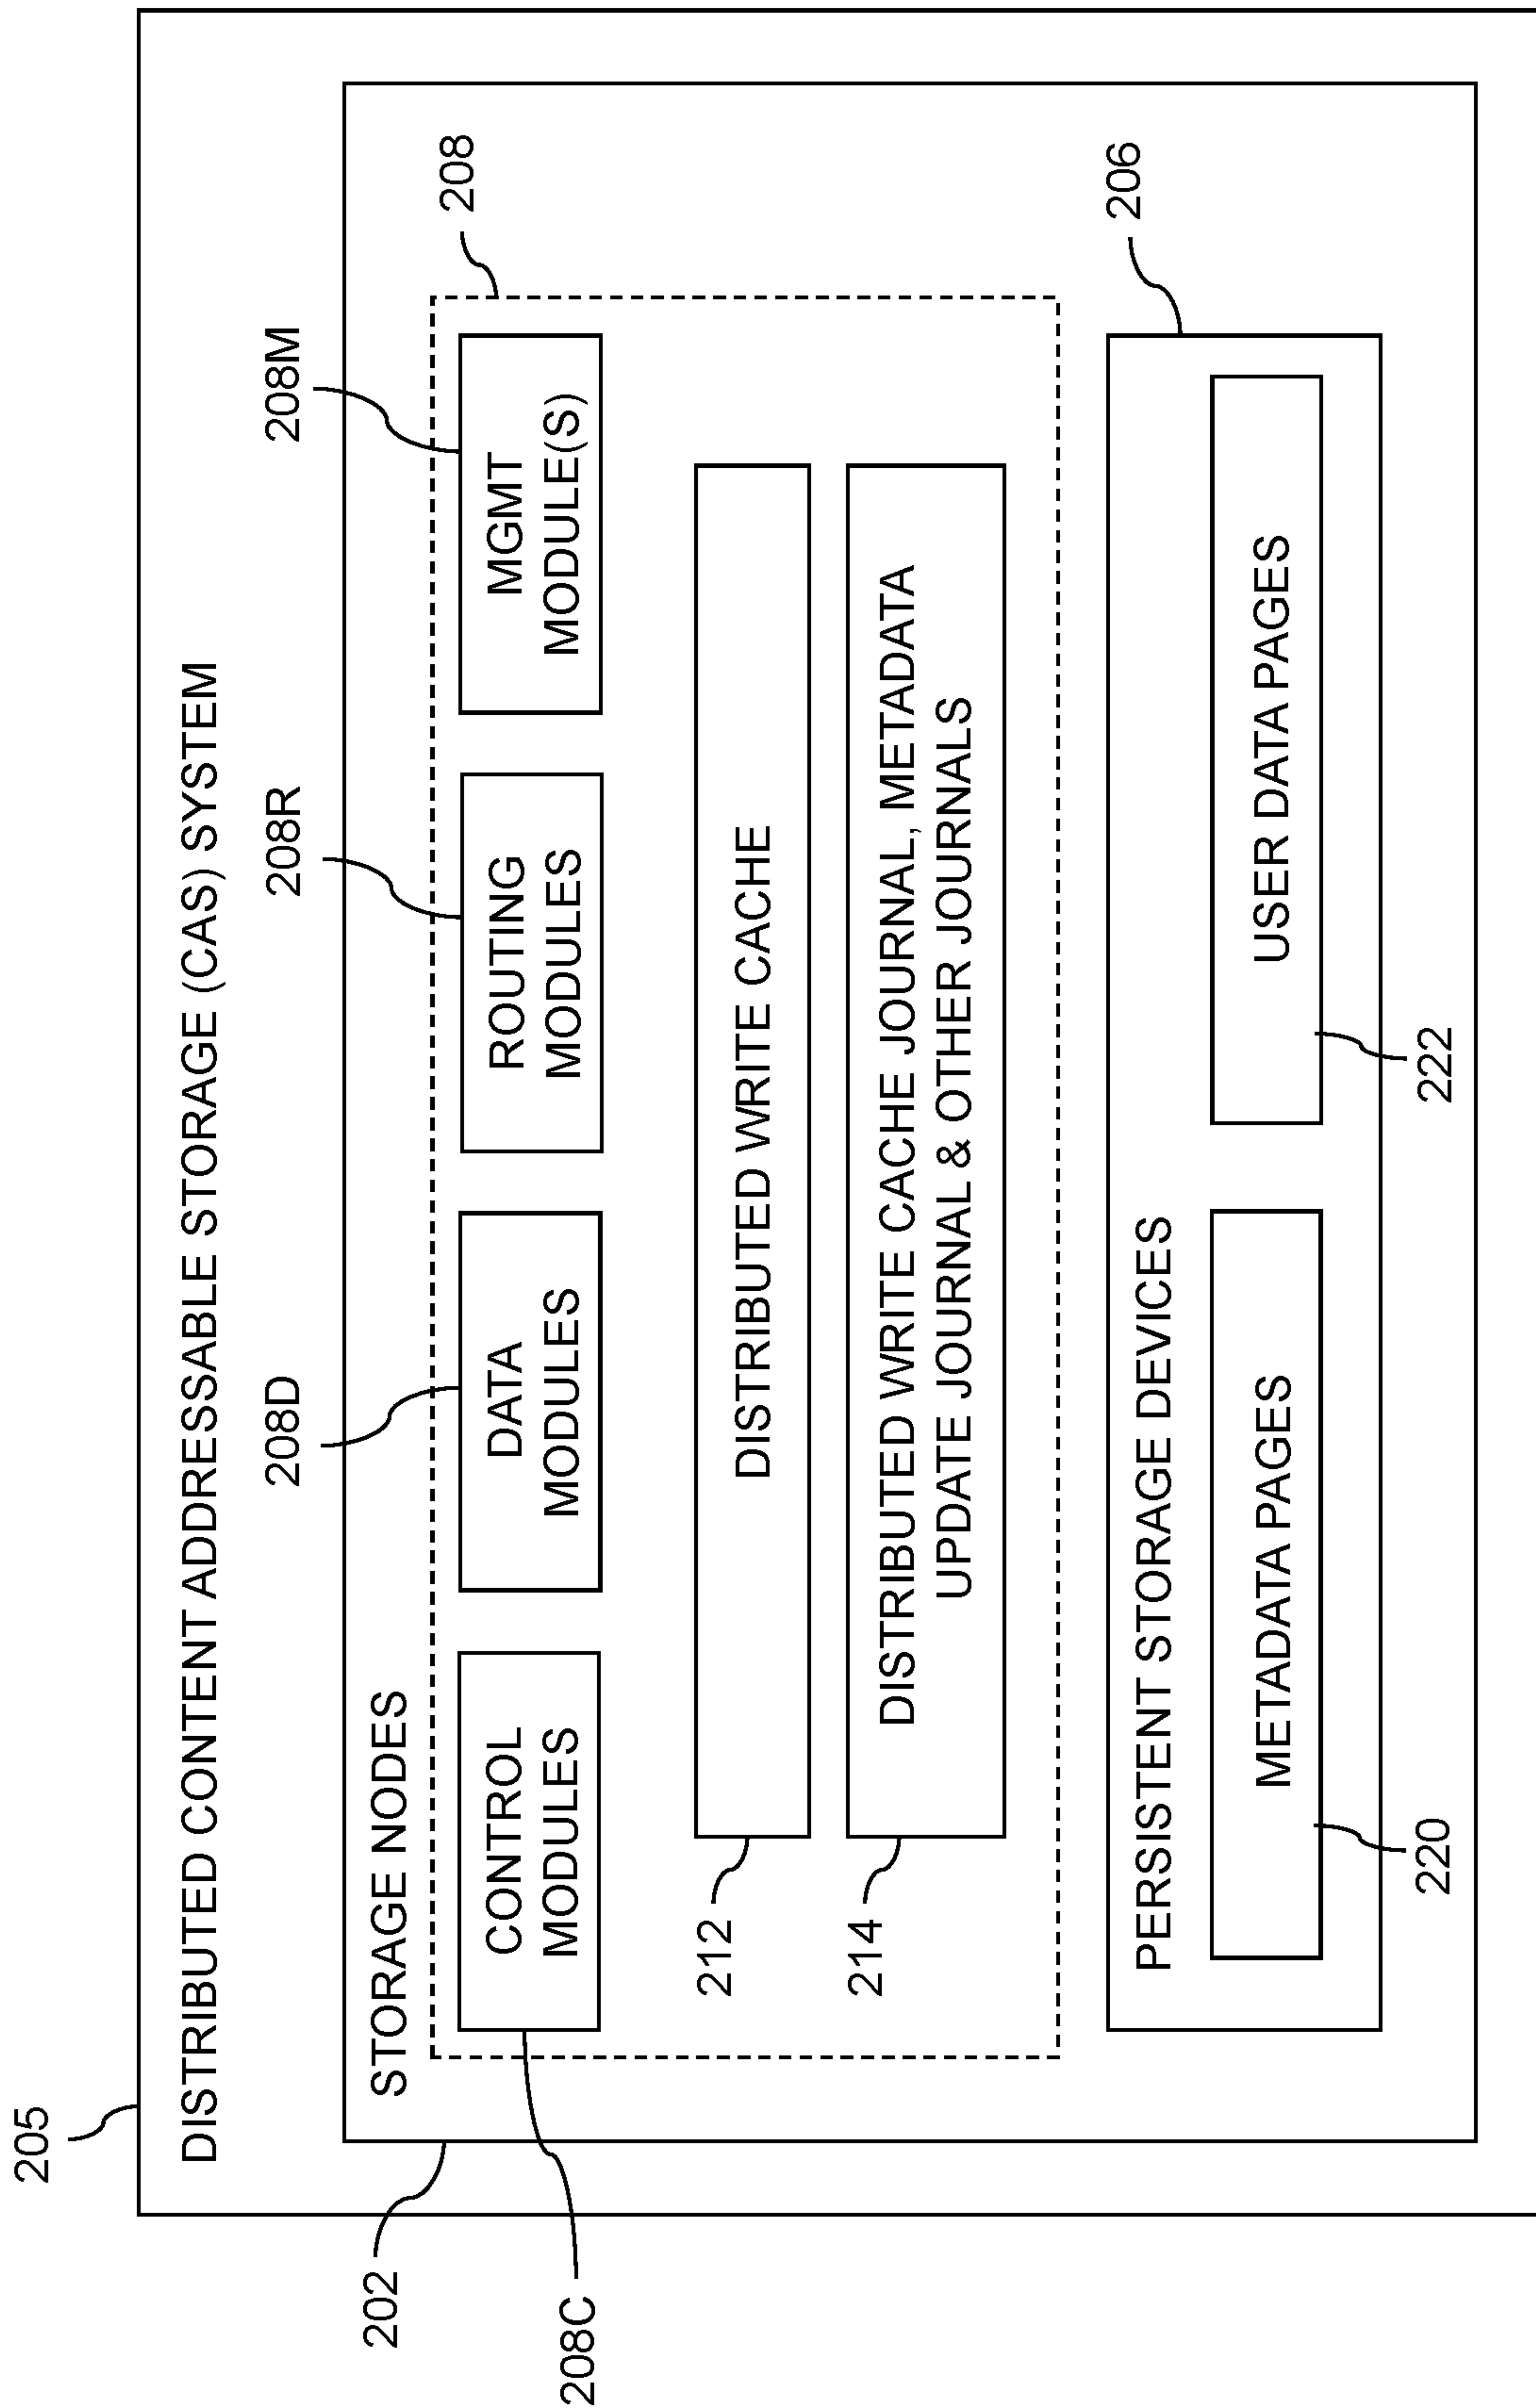 205
DISTRIBUTED CONTENT ADDRESSABLE STORAGE (CAS) SYSTEM
208D
208R
208M
202
STORAGE NODES
208
208C
CONTROL
MODULES
DATA
MODULES
ROUTING
MODULES
MGMT
MODULE(S)
212
DISTRIBUTED WRITE CACHE
214
DISTRIBUTED WRITE CACHE JOURNAL, METADATA
UPDATE JOURNAL & OTHER JOURNALS
206
PERSISTENT STORAGE DEVICES
METADATA PAGES
USER DATA PAGES
220
222